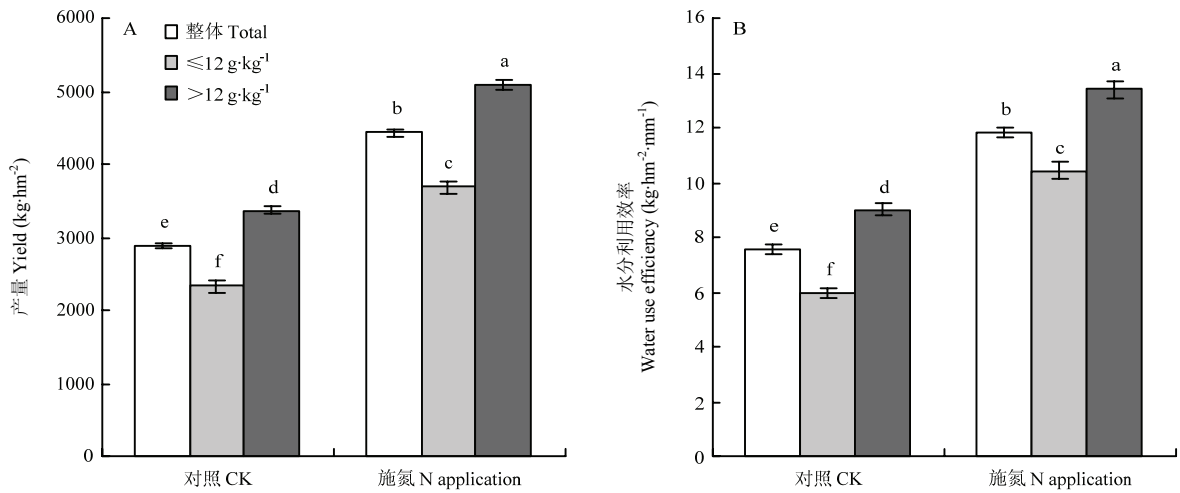 A
整体 Total
≤12 g·kg⁻¹
＞12 g·kg⁻¹
产量 Yield (kg·hm⁻²)
6000
5000
4000
3000
2000
1000
0
e
f
d
b
c
a
对照 CK
施氮 N application
B
水分利用效率
Water use efficiency (kg·hm⁻²·mm⁻¹)
16
14
12
10
8
6
4
2
0
e
f
d
b
c
a
对照 CK
施氮 N application